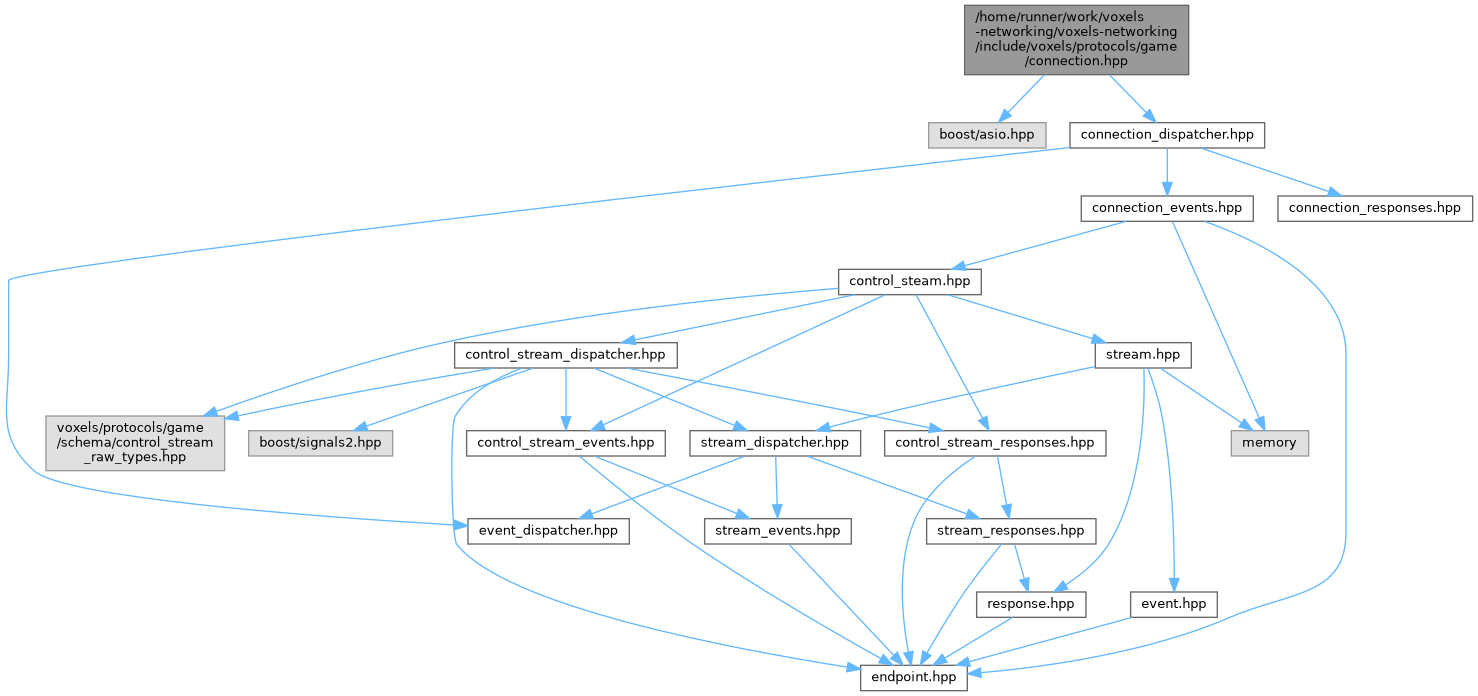 /home/runner/work/voxels
-networking/voxels-networking
/include/voxels/protocols/game
/connection.hpp
boost/asio.hpp
connection_dispatcher.hpp
connection_events.hpp
connection_responses.hpp
control_steam.hpp
control_stream_dispatcher.hpp
stream.hpp
voxels/protocols/game
/schema/control_stream
_raw_types.hpp
boost/signals2.hpp
control_stream_events.hpp
stream_dispatcher.hpp
control_stream_responses.hpp
memory
event_dispatcher.hpp
stream_events.hpp
stream_responses.hpp
response.hpp
event.hpp
endpoint.hpp